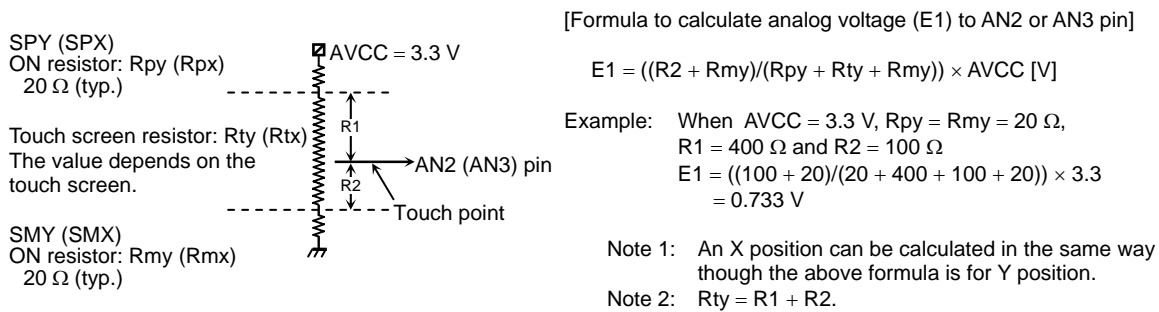 SPY (SPX)
ON resistor: Rpy (Rpx)
20 Ω (typ.)
AVCC = 3.3 V
Touch screen resistor: Rty (Rtx)
The value depends on the
touch screen.
R1
AN2 (AN3) pin
R2
Touch point
SMY (SMX)
ON resistor: Rmy (Rmx)
20 Ω (typ.)
[Formula to calculate analog voltage (E1) to AN2 or AN3 pin]
E1 = ((R2 + Rmy)/(Rpy + Rty + Rmy)) × AVCC [V]
Example: When AVCC = 3.3 V, Rpy = Rmy = 20 Ω,
R1 = 400 Ω and R2 = 100 Ω
E1 = ((100 + 20)/(20 + 400 + 100 + 20)) × 3.3
= 0.733 V
Note 1: An X position can be calculated in the same way
though the above formula is for Y position.
Note 2: Rty = R1 + R2.